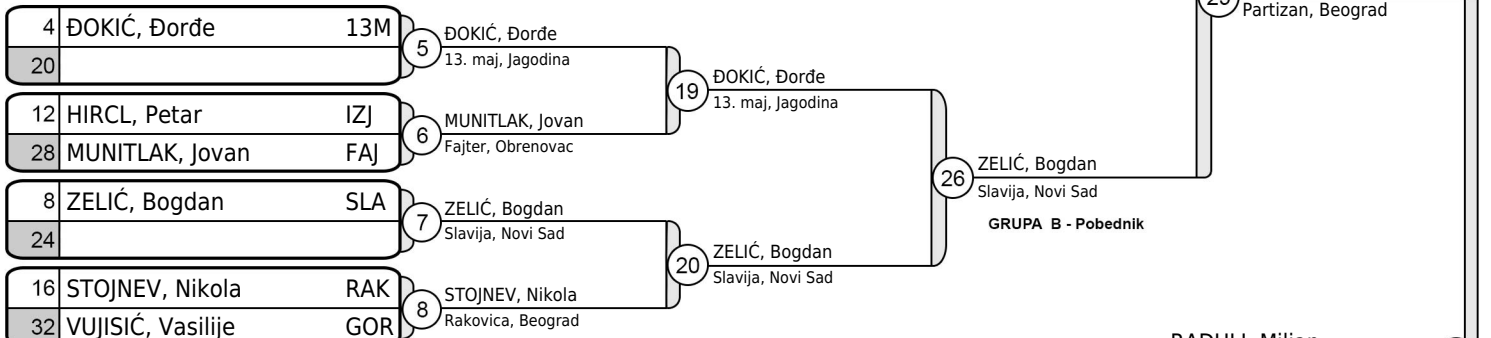 4 ĐOKIĆ, Đorđe 13M
20
5
ĐOKIĆ, Đorđe
13. maj, Jagodina
12 HIRCL, Petar IZJ
28 MUNITLAK, Jovan FAJ
6
MUNITLAK, Jovan
Fajter, Obrenovac
19
ĐOKIĆ, Đorđe
13. maj, Jagodina
8 ZELIĆ, Bogdan SLA
24
7
ZELIĆ, Bogdan
Slavija, Novi Sad
16 STOJNEV, Nikola RAK
32 VUJISIĆ, Vasilije GOR
8
STOJNEV, Nikola
Rakovica, Beograd
20
ZELIĆ, Bogdan
Slavija, Novi Sad
26
ZELIĆ, Bogdan
Slavija, Novi Sad
GRUPA B - Pobednik
Partizan, Beograd